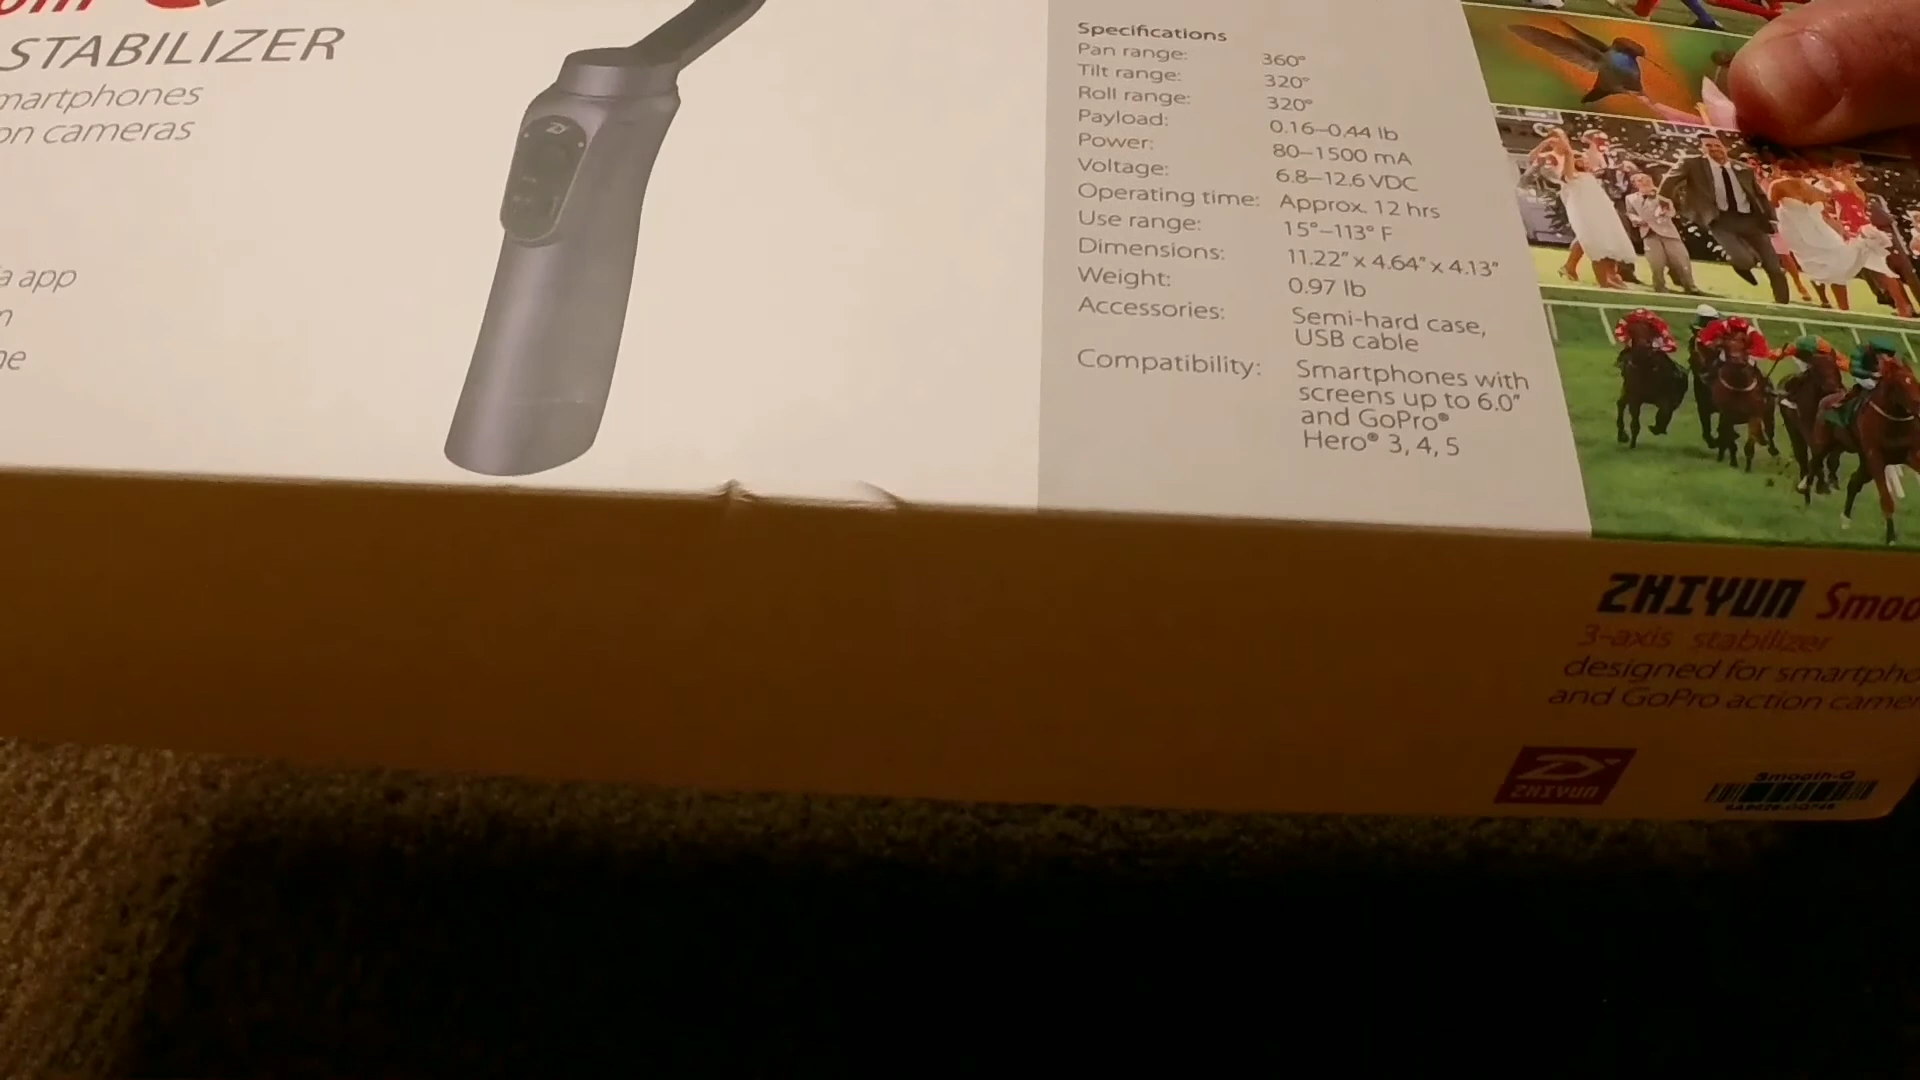 STABILIZER
martphones
on cameras
a app
Specifications
Pan range: 360°
Tilt range: 320°
Roll range: 320°
Payload: 0.16–0.44 lb
Power: 80–1500 mA
Voltage: 6.8–12.6 VDC
Operating time: Approx. 12 hrs
Use range: 15°–113° F
Dimensions: 11.22” x 4.64” x 4.13”
Weight: 0.97 lb
Accessories: Semi-hard case,
USB cable
Compatibility: Smartphones with
screens up to 6.0”
and GoPro®
Hero® 3, 4, 5
ZHIYUN Smoo
3-axis stabilizer
designed for smartpho
and GoPro action camer
ZHIYUN
Smooth-Q